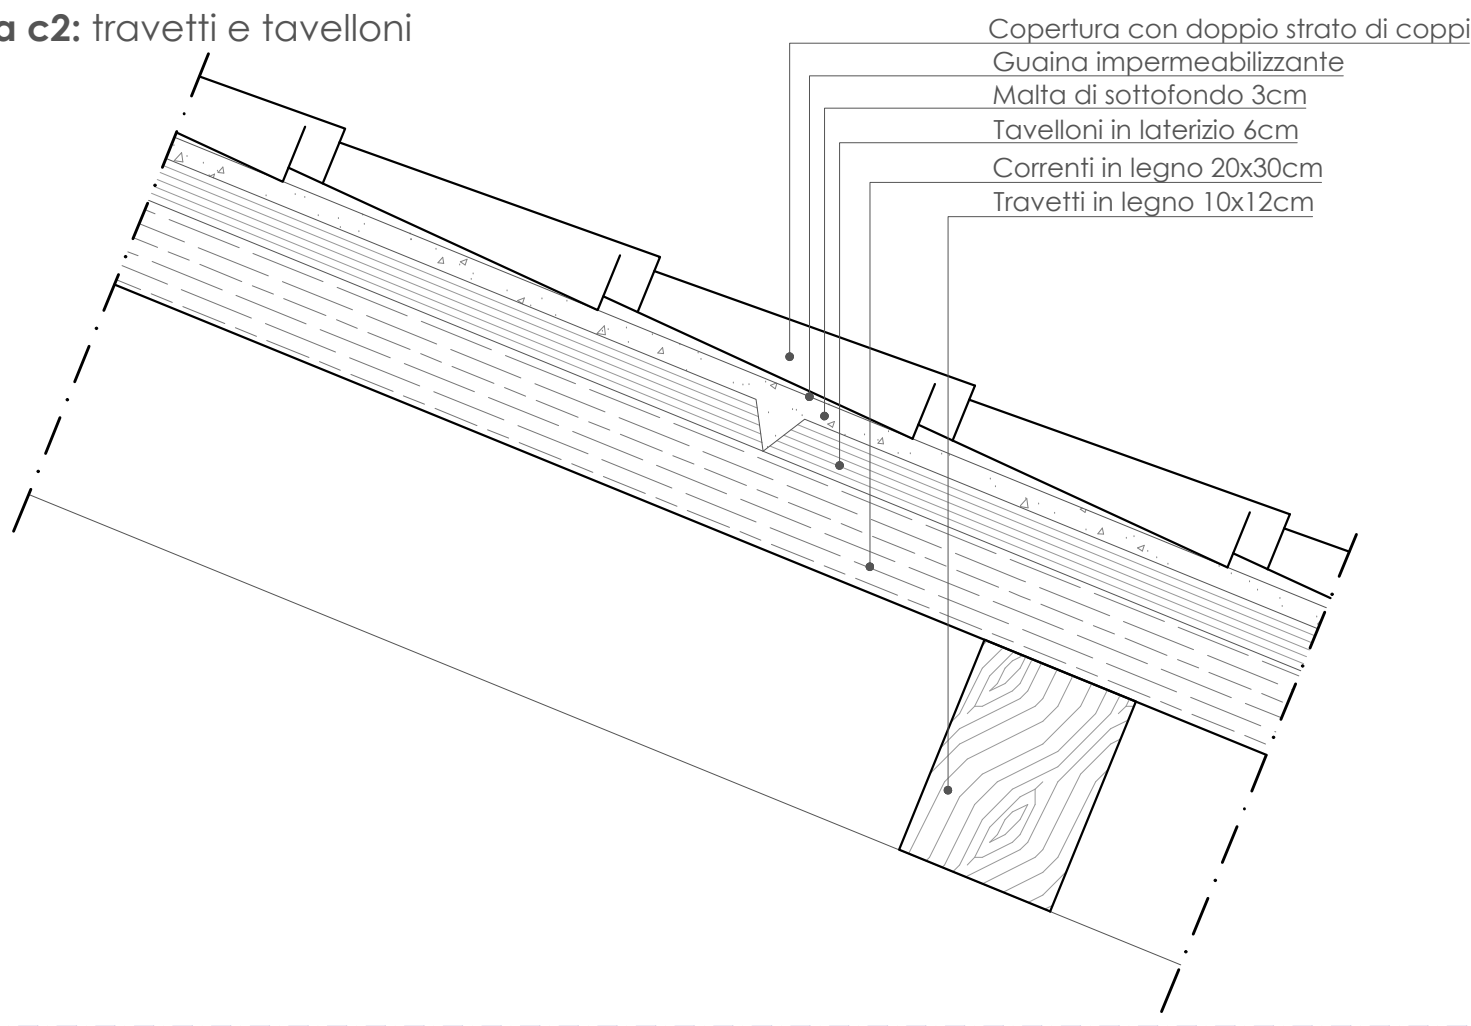 a c2: travetti e tavelloni
Copertura con doppio strato di coppi
Guaina impermeabilizzante
Malta di sottofondo 3cm
Tavelloni in laterizio 6cm
Correnti in legno 20x30cm
Travetti in legno 10x12cm